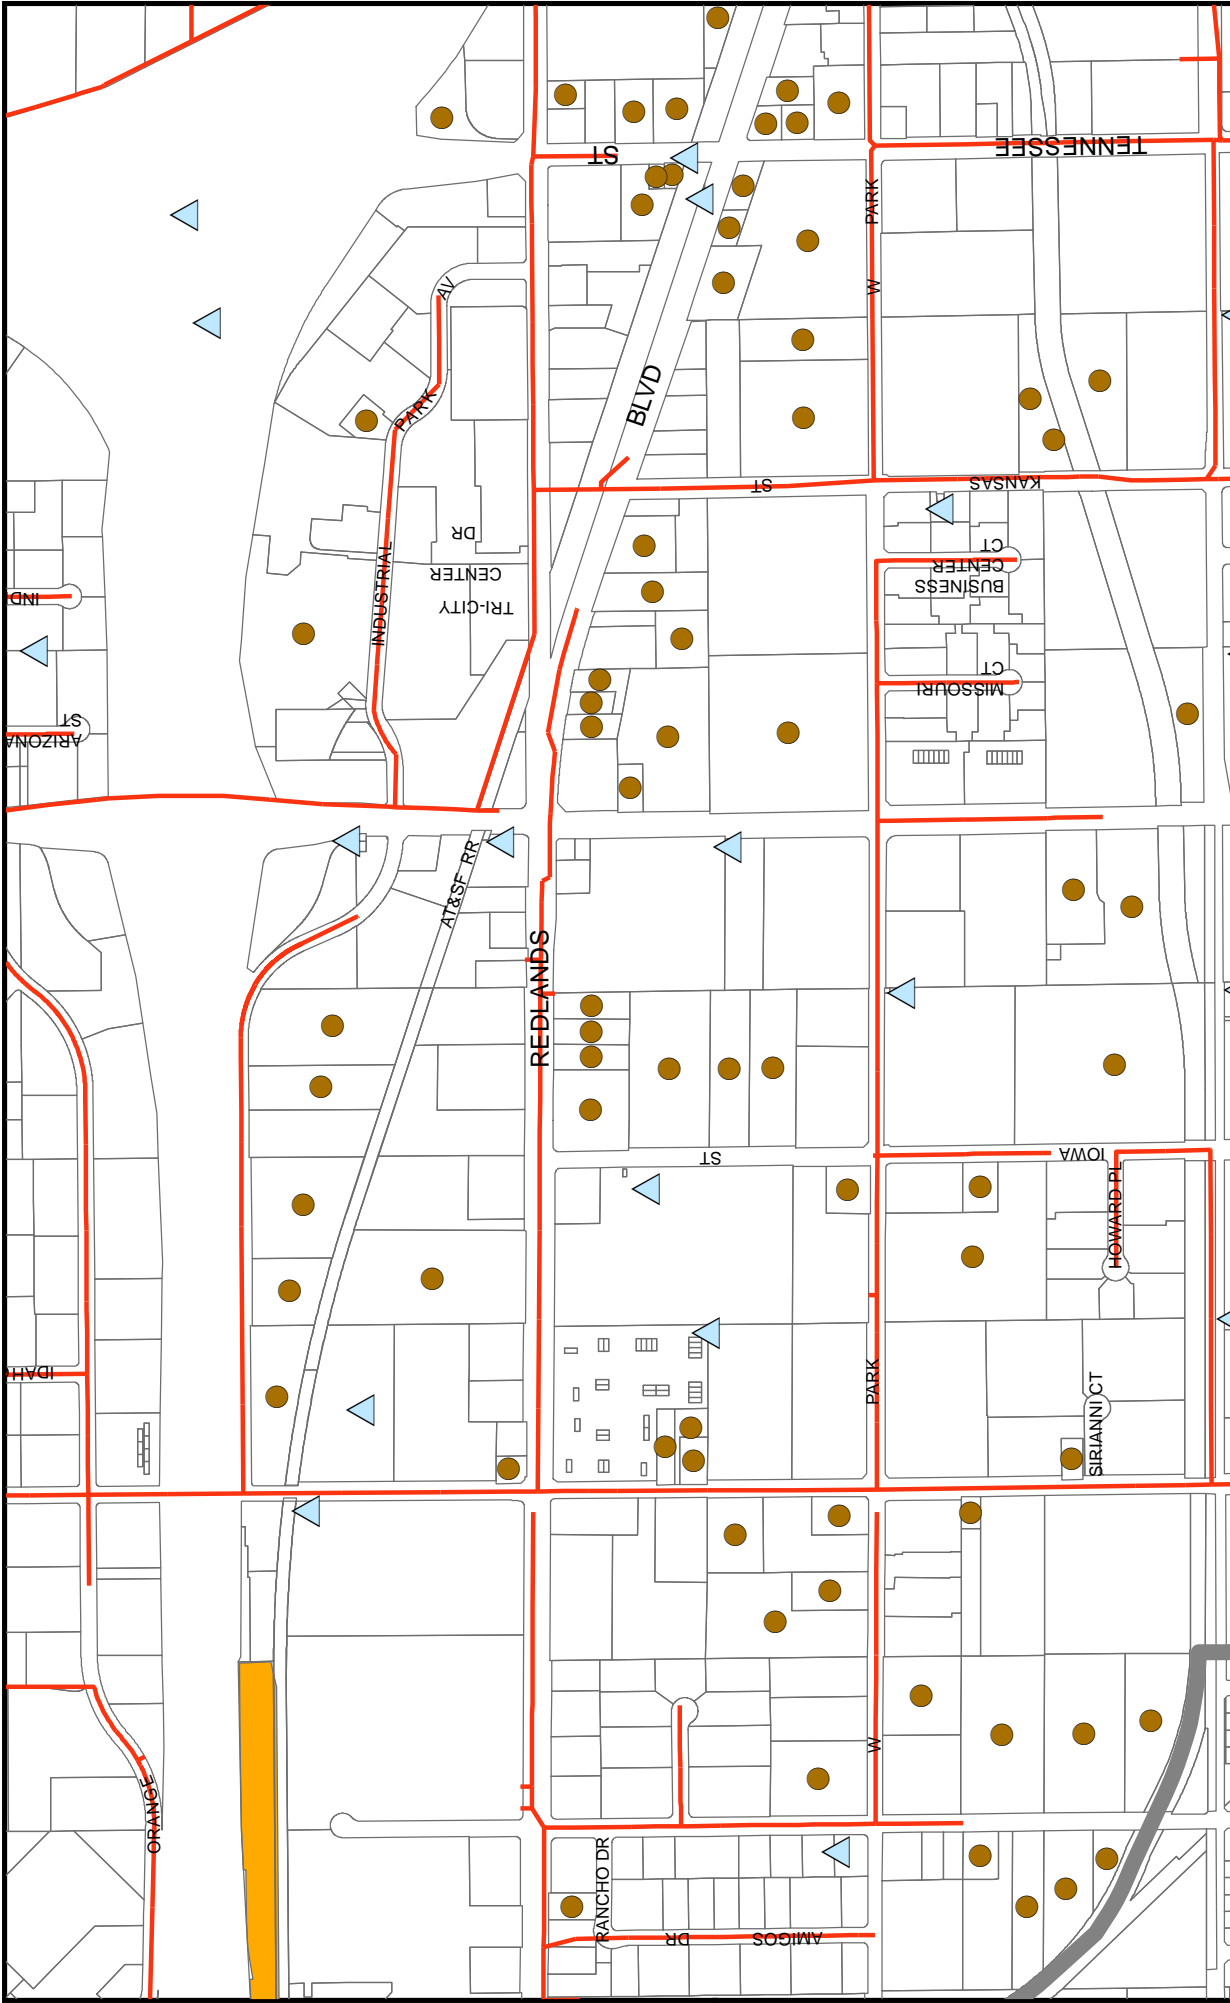 ST
TENNESSEE
PARK
W
AV
PARK
BLVD
ST
KANSAS
DR
CENTER
TRI-CITY
INDUSTRIAL
CT
CENTER
BUSINESS
IND
CT
MISSOURI
ST
ARIZONA
AT&SF RR
REDLANDS
ST
IOWA
HOWARD PL
IDAHO
PARK
SIRIANNI CT
W
ORANGE
RANCHO DR
DR
AMIGOS